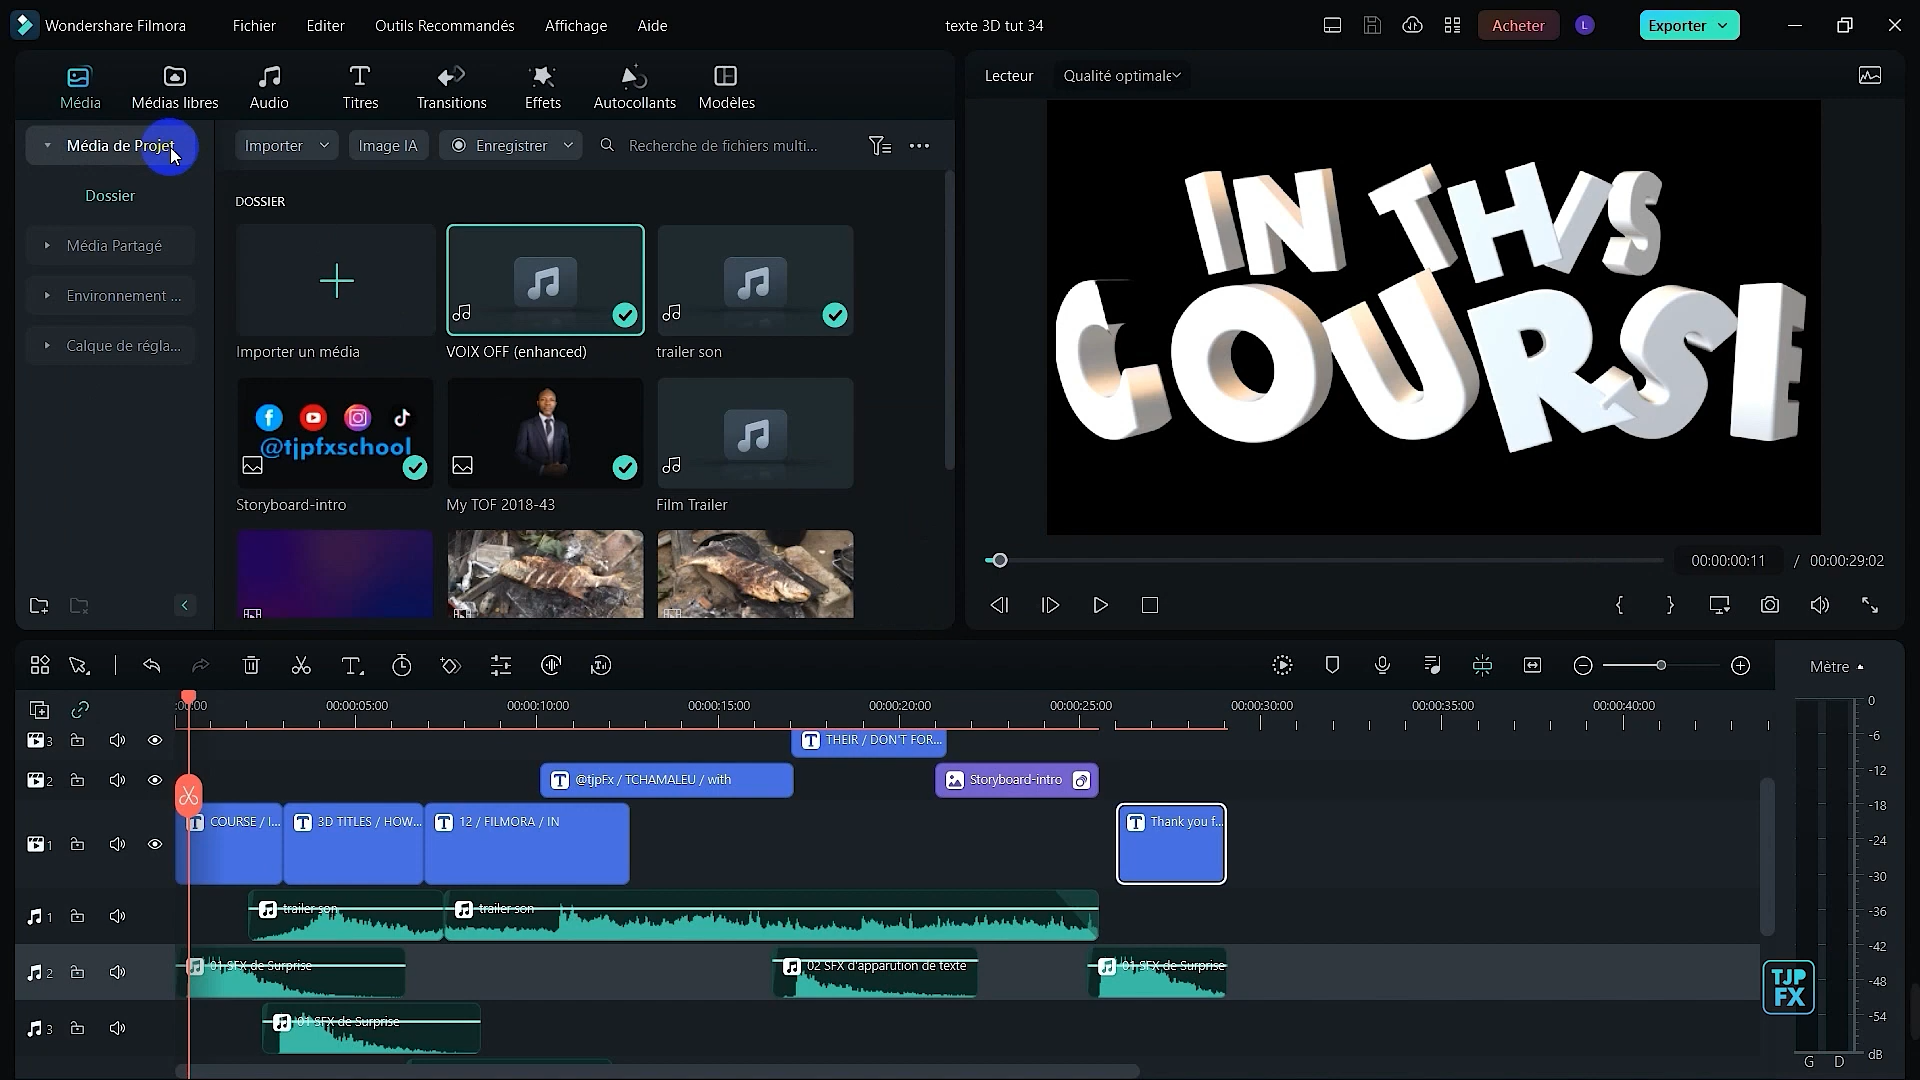 Wondershare Filmora
Fichier
Editer
Outils Recommandés
Affichage
Aide
texte 3D tut 34
Acheter
L
Exporter
Média
Médias libres
Audio
Titres
Transitions
Effets
Autocollants
Modèles
Lecteur
Qualité optimale
Média de Projet
Importer
Image IA
Enregistrer
Recherche de fichiers multi...
Dossier
Média Partagé
Environnement ...
Calque de régla...
DOSSIER
Importer un média
VOIX OFF (enhanced)
trailer son
@tjpfxschool
Storyboard-intro
My TOF 2018-43
Film Trailer
IN THIS
COURSE
00:00:00:11 / 00:00:29:02
Mètre
:00:00
00:00:05:00
00:00:10:00
00:00:15:00
00:00:20:00
00:00:25:00
00:00:30:00
00:00:35:00
00:00:40:00
3
THEIR / DON'T FOR...
2
@tjpFx / TCHAMALEU / with
Storyboard-intro
1
COURSE / I...
3D TITLES / HOW...
12 / FILMORA / IN
Thank you f...
1
trailer son
trailer son
2
01 SFX de Surprise
02 SFX d'apparution de texte
01 SFX de Surprise
3
01 SFX de Surprise
0
-6
-12
-18
-24
-30
-36
-42
-48
-54
dB
G D
TJP
FX